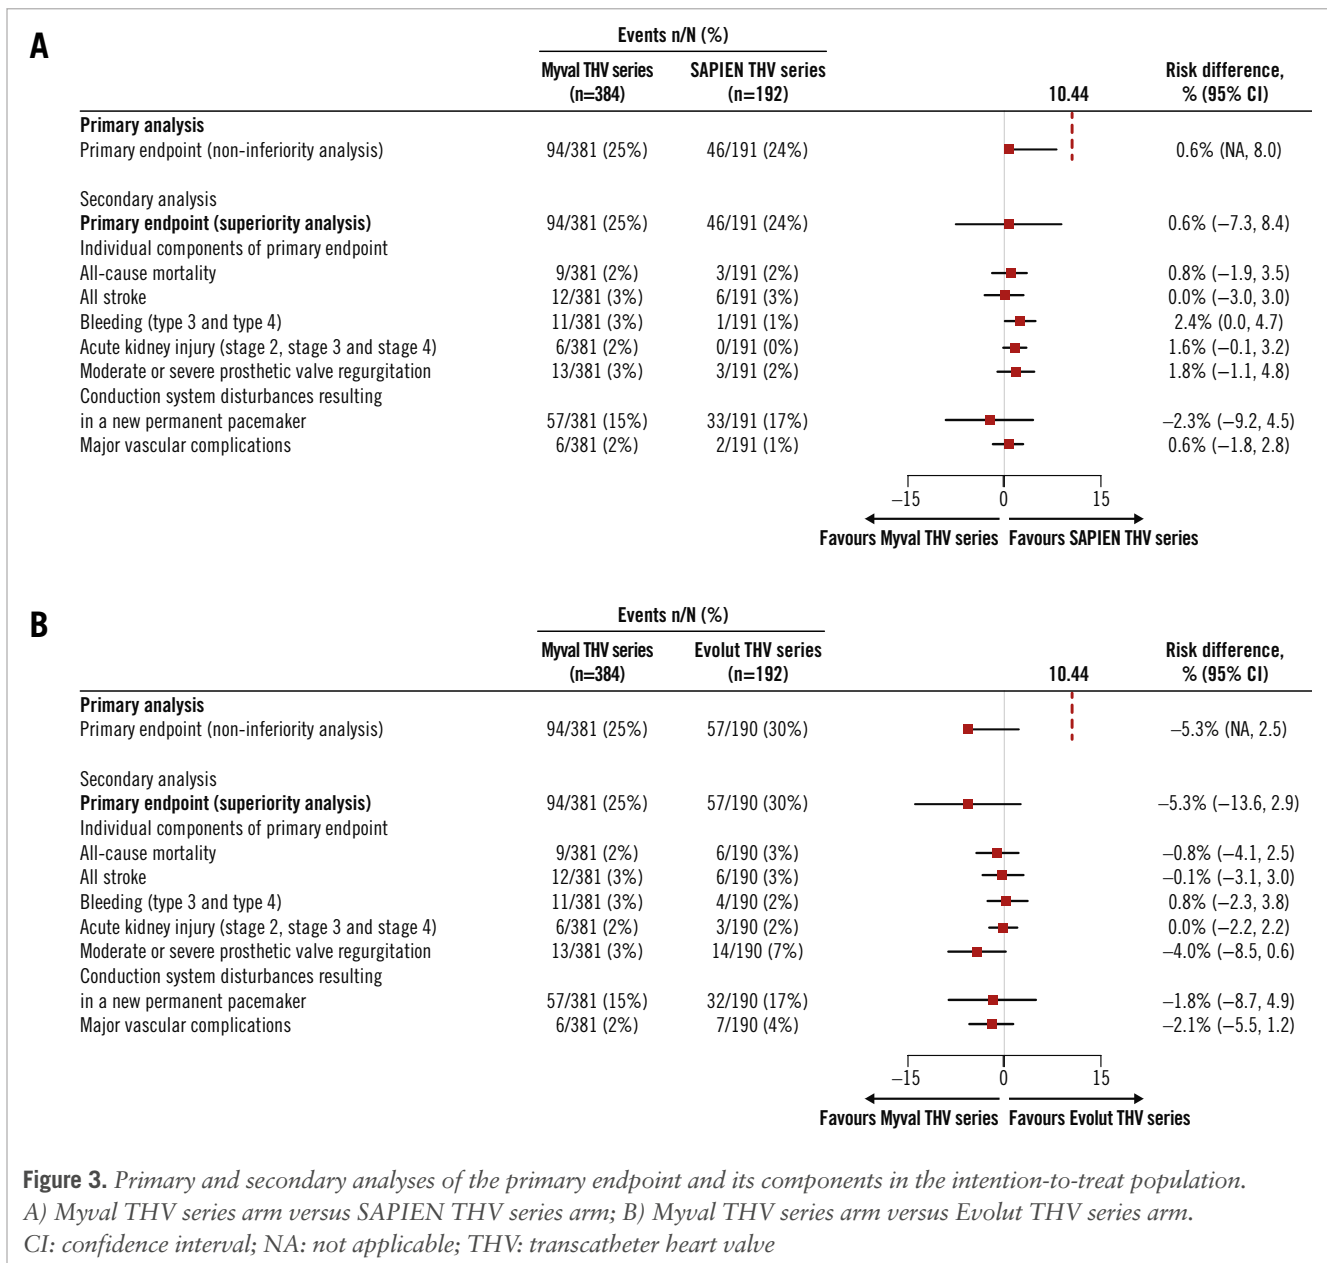 A
Events n/N (%)
Myval THV series SAPIEN THV series Risk difference,
(n=384) (n=192) 10.44 % (95% CI)
Primary analysis
Primary endpoint (non-inferiority analysis) 94/381 (25%) 46/191 (24%) 0.6% (NA, 8.0)
Secondary analysis
Primary endpoint (superiority analysis) 94/381 (25%) 46/191 (24%) 0.6% (−7.3, 8.4)
Individual components of primary endpoint
All-cause mortality 9/381 (2%) 3/191 (2%) 0.8% (−1.9, 3.5)
All stroke 12/381 (3%) 6/191 (3%) 0.0% (−3.0, 3.0)
Bleeding (type 3 and type 4) 11/381 (3%) 1/191 (1%) 2.4% (0.0, 4.7)
Acute kidney injury (stage 2, stage 3 and stage 4) 6/381 (2%) 0/191 (0%) 1.6% (−0.1, 3.2)
Moderate or severe prosthetic valve regurgitation 13/381 (3%) 3/191 (2%) 1.8% (−1.1, 4.8)
Conduction system disturbances resulting
in a new permanent pacemaker 57/381 (15%) 33/191 (17%) −2.3% (−9.2, 4.5)
Major vascular complications 6/381 (2%) 2/191 (1%) 0.6% (−1.8, 2.8)
−15 0 15
Favours Myval THV series Favours SAPIEN THV series
B
Events n/N (%)
Myval THV series Evolut THV series Risk difference,
(n=384) (n=192) 10.44 % (95% CI)
Primary analysis
Primary endpoint (non-inferiority analysis) 94/381 (25%) 57/190 (30%) −5.3% (NA, 2.5)
Secondary analysis
Primary endpoint (superiority analysis) 94/381 (25%) 57/190 (30%) −5.3% (−13.6, 2.9)
Individual components of primary endpoint
All-cause mortality 9/381 (2%) 6/190 (3%) −0.8% (−4.1, 2.5)
All stroke 12/381 (3%) 6/190 (3%) −0.1% (−3.1, 3.0)
Bleeding (type 3 and type 4) 11/381 (3%) 4/190 (2%) 0.8% (−2.3, 3.8)
Acute kidney injury (stage 2, stage 3 and stage 4) 6/381 (2%) 3/190 (2%) 0.0% (−2.2, 2.2)
Moderate or severe prosthetic valve regurgitation 13/381 (3%) 14/190 (7%) −4.0% (−8.5, 0.6)
Conduction system disturbances resulting
in a new permanent pacemaker 57/381 (15%) 32/190 (17%) −1.8% (−8.7, 4.9)
Major vascular complications 6/381 (2%) 7/190 (4%) −2.1% (−5.5, 1.2)
−15 0 15
Favours Myval THV series Favours Evolut THV series
Figure 3. Primary and secondary analyses of the primary endpoint and its components in the intention-to-treat population.
A) Myval THV series arm versus SAPIEN THV series arm; B) Myval THV series arm versus Evolut THV series arm.
CI: confidence interval; NA: not applicable; THV: transcatheter heart valve